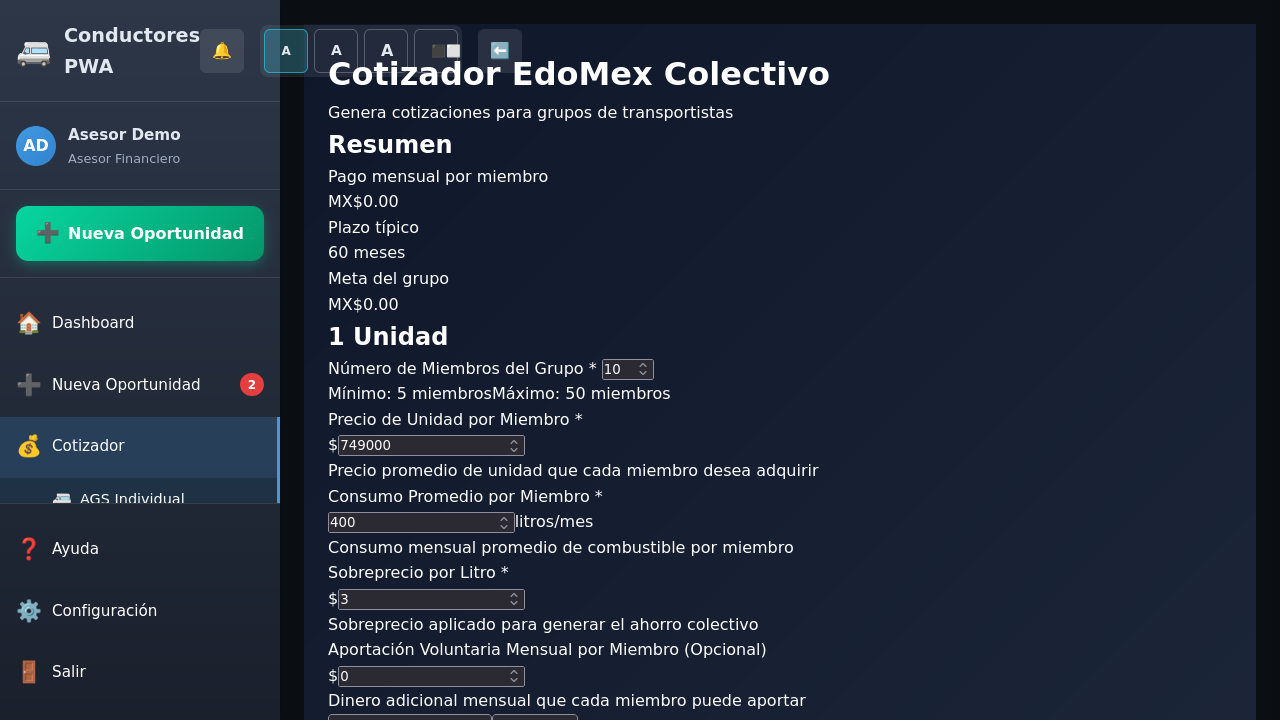 Conductores
PWA
A
A
A
Asesor Demo
AD
Asesor Financiero
Nueva Oportunidad
Dashboard
Nueva Oportunidad
2
Cotizador
AGS Individual
Ayuda
Configuración
Salir
Cotizador EdoMex Colectivo
Genera cotizaciones para grupos de transportistas
Resumen
Pago mensual por miembro
MX$0.00
Plazo típico
60 meses
Meta del grupo
MX$0.00
1 Unidad
Número de Miembros del Grupo * 10
Mínimo: 5 miembrosMáximo: 50 miembros
Precio de Unidad por Miembro *
$749000
Precio promedio de unidad que cada miembro desea adquirir
Consumo Promedio por Miembro *
400 litros/mes
Consumo mensual promedio de combustible por miembro
Sobreprecio por Litro *
$3
Sobreprecio aplicado para generar el ahorro colectivo
Aportación Voluntaria Mensual por Miembro (Opcional)
$0
Dinero adicional mensual que cada miembro puede aportar